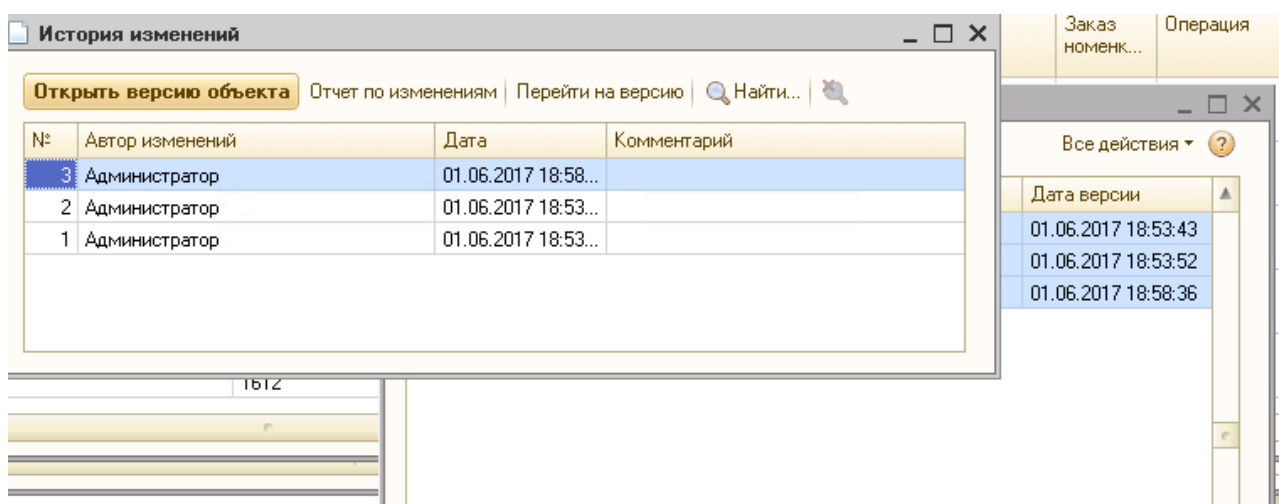 История изменений
Заказ номенк...
Операция
Открыть версию объекта Отчет по изменениям Перейти на версию Найти...
Все действия ?
№ Автор изменений Дата Комментарий
Дата версии
3 Администратор 01.06.2017 18:58...
2 Администратор 01.06.2017 18:53...
1 Администратор 01.06.2017 18:53...
01.06.2017 18:53:43
01.06.2017 18:53:52
01.06.2017 18:58:36
1612